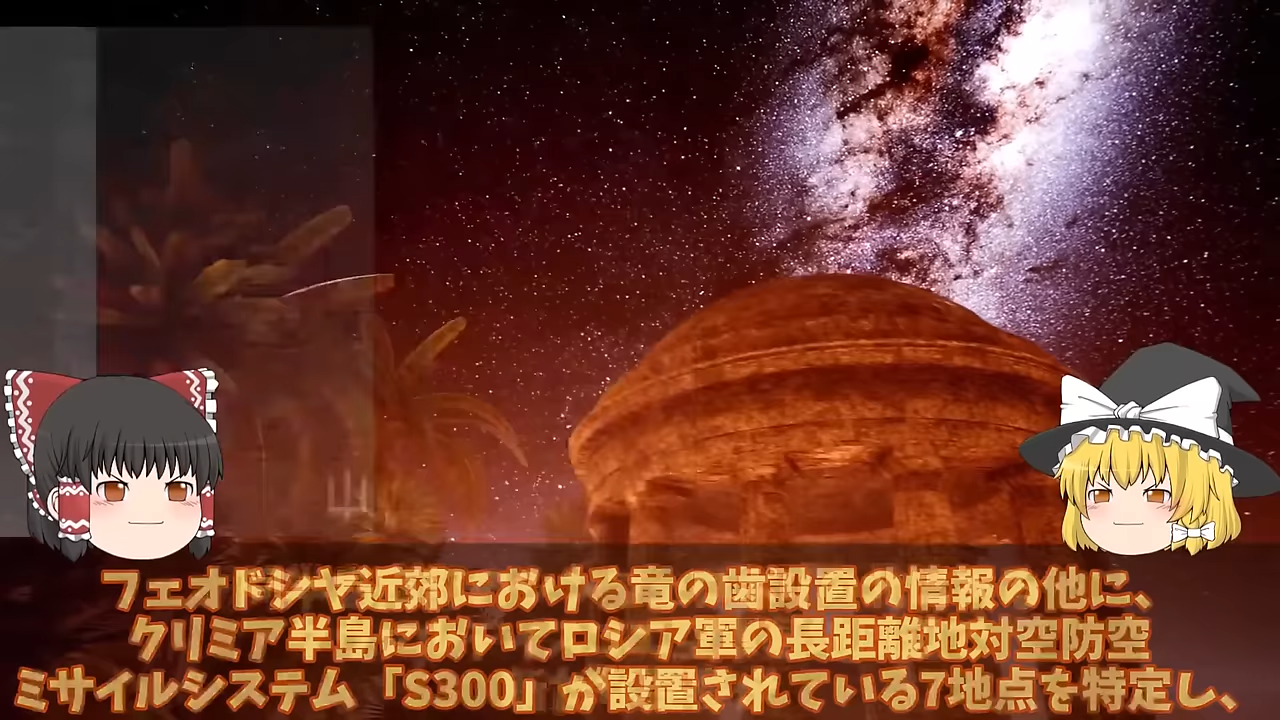 フェオドシヤ近郊における竜の歯設置の情報の他に、
クリミア半島においてロシア軍の長距離地対空防空
ミサイルシステム「S300」が設置されている7地点を特定し、